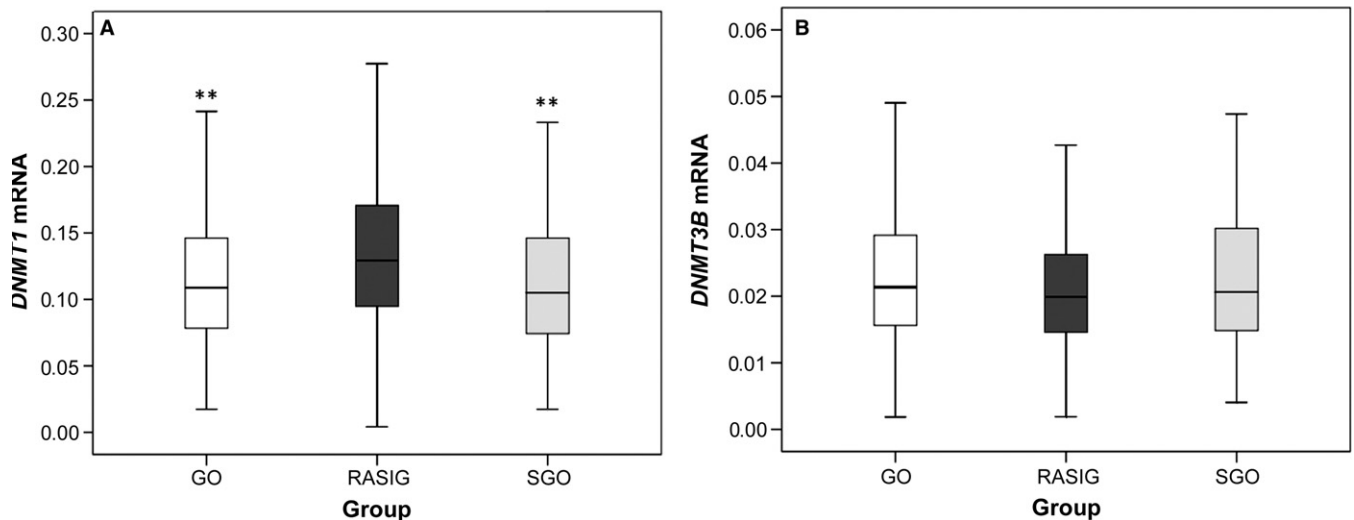 A
DNMT1 mRNA
0.30
0.25
0.20
0.15
0.10
0.05
0.00
**
**
GO RASIG SGO
Group
B
DNMT3B mRNA
0.06
0.05
0.04
0.03
0.02
0.01
0.00
GO RASIG SGO
Group